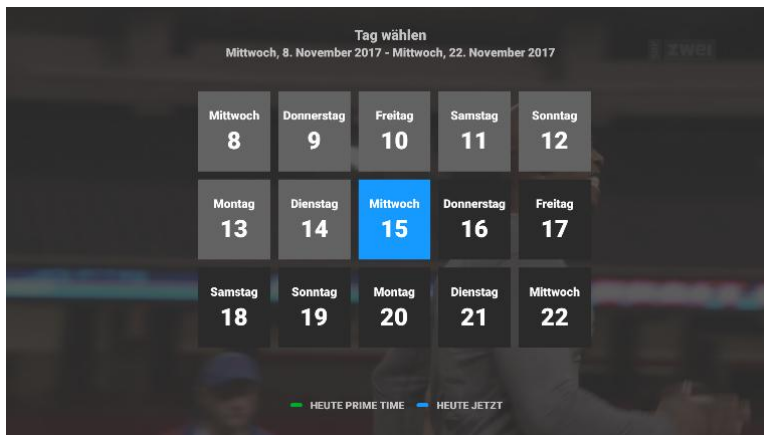 Tag wählen
Mittwoch, 8. November 2017 - Mittwoch, 22. November 2017
zwei
Mittwoch Donnerstag Freitag Samstag Sonntag
8 9 10 11 12
Montag Dienstag Mittwoch Donnerstag Freitag
13 14 15 16 17
Samstag Sonntag Montag Dienstag Mittwoch
18 19 20 21 22
HEUTE PRIME TIME HEUTE JETZT